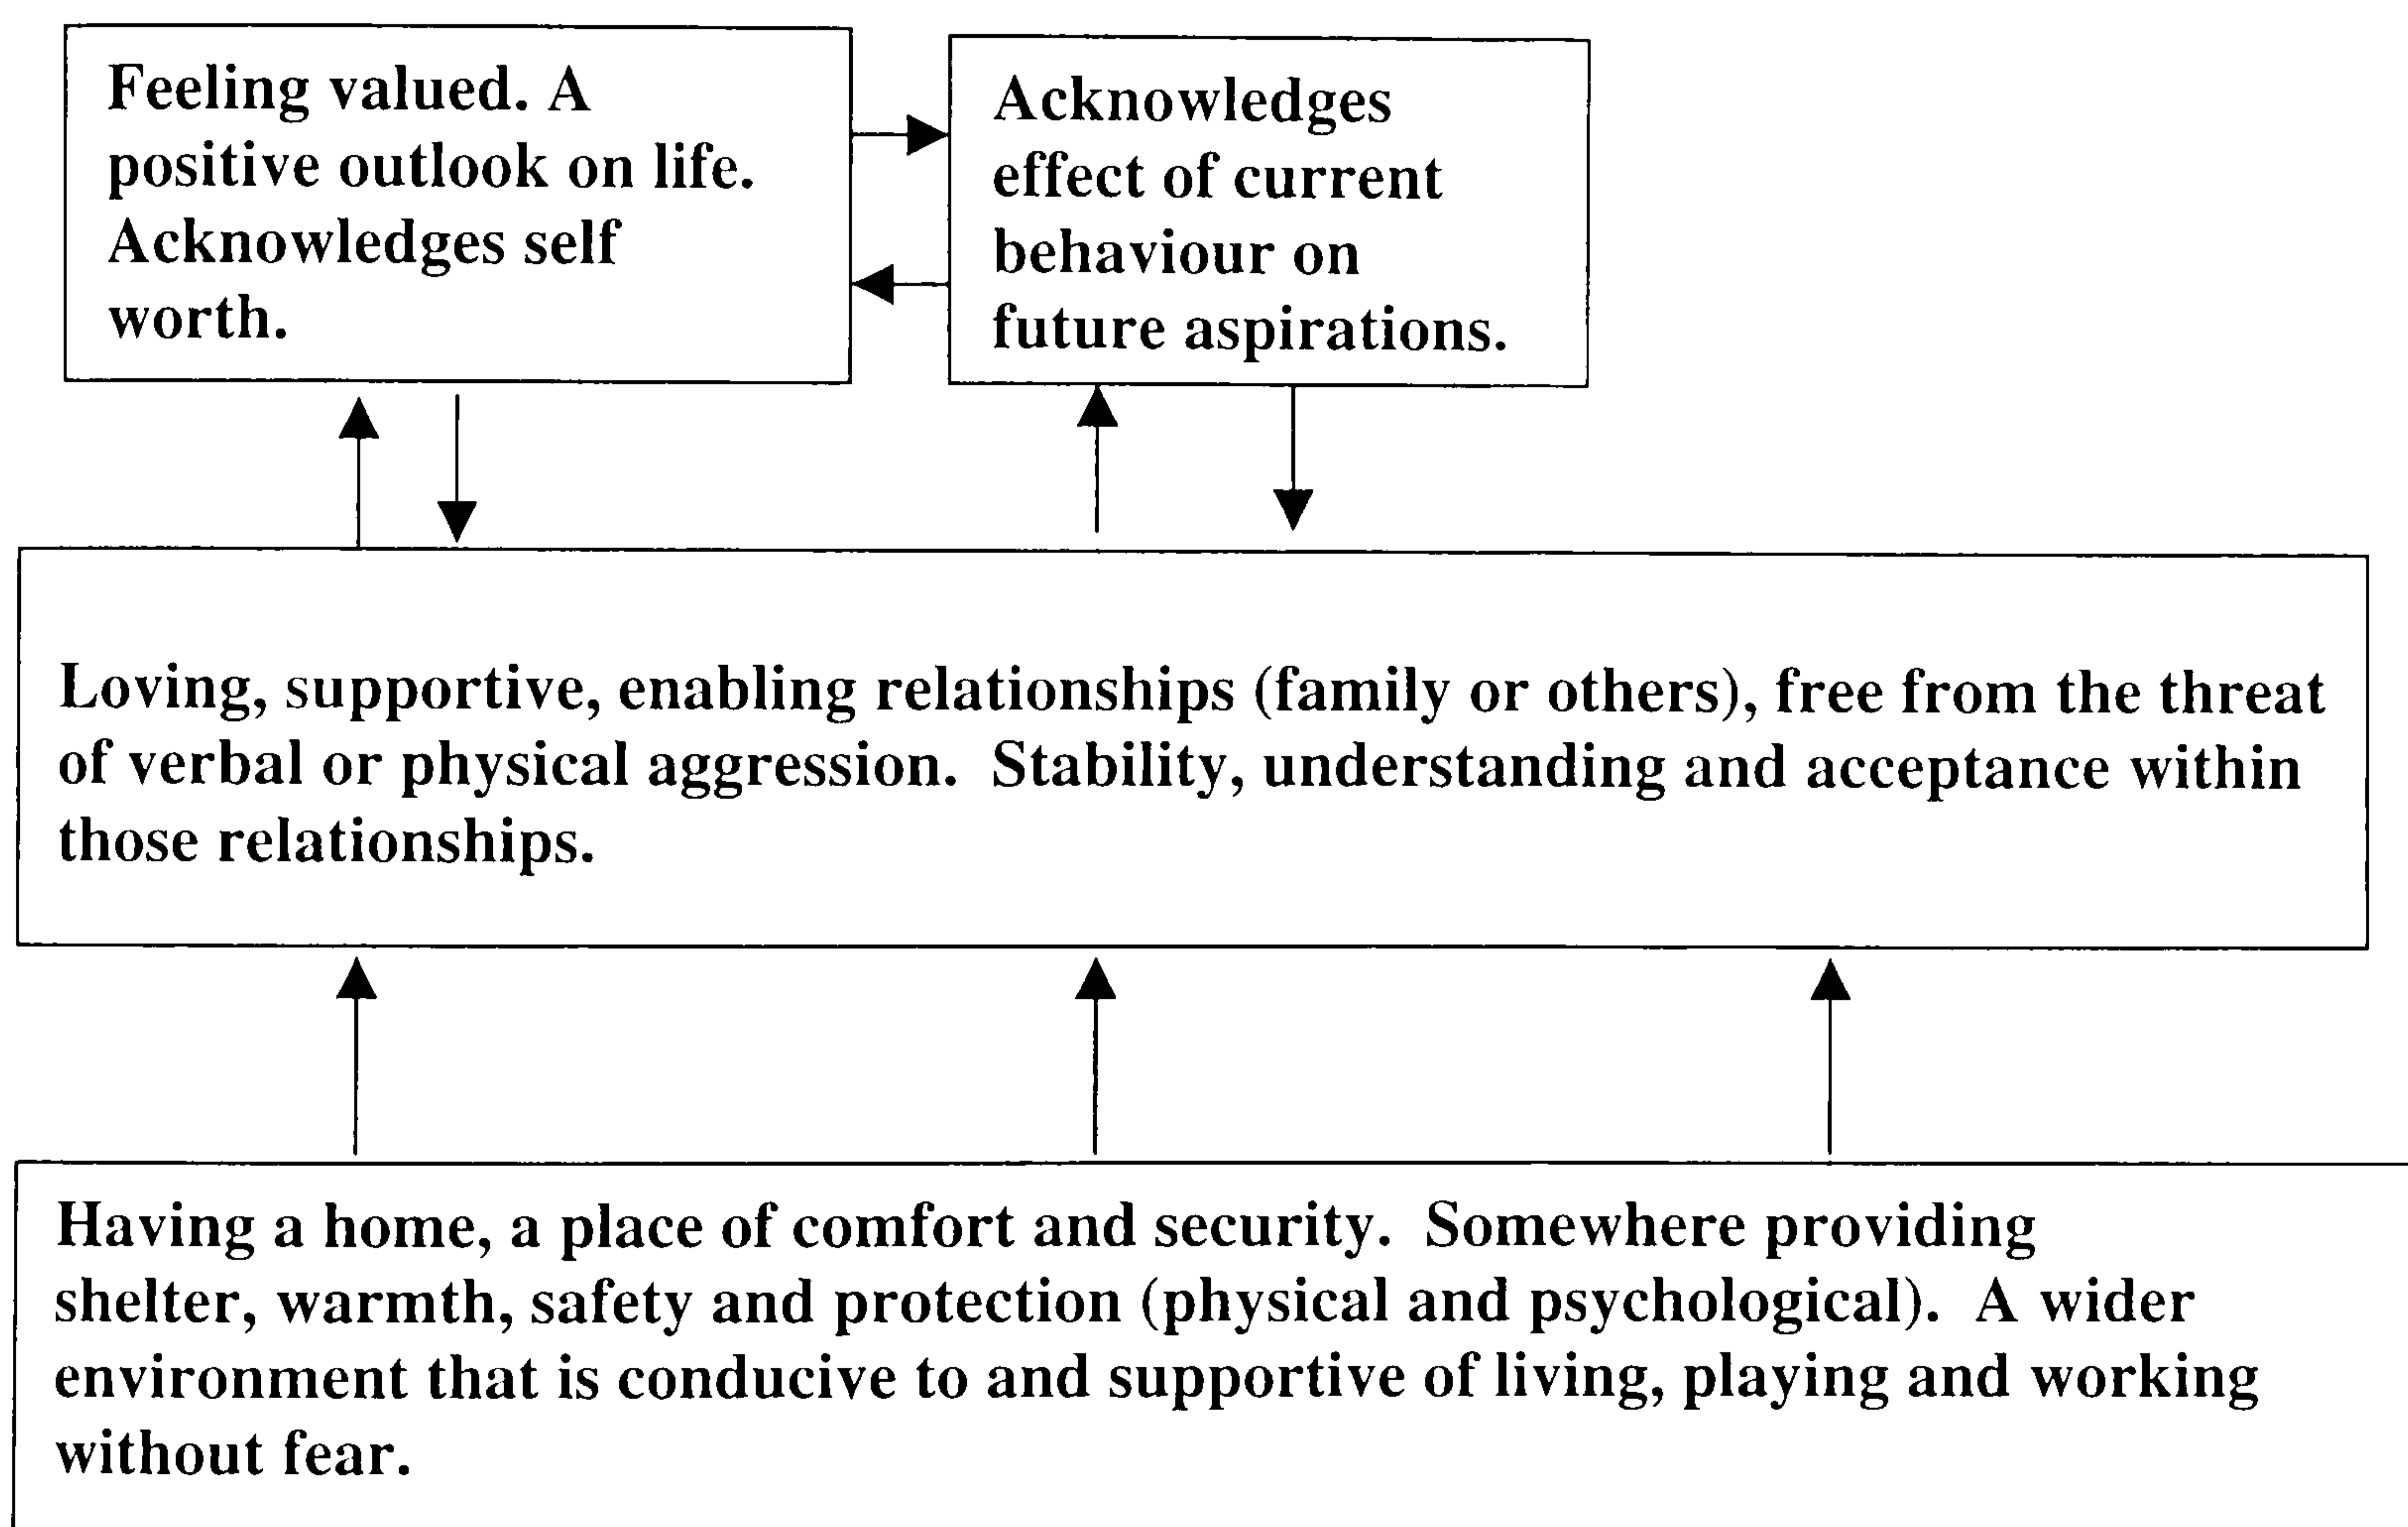 Feeling valued. A
positive outlook on life.
Acknowledges self
worth.
Acknowledges
effect of current
behaviour on
future aspirations.
Loving, supportive, enabling relationships (family or others), free from the threat
of verbal or physical aggression.  Stability, understanding and acceptance within
those relationships.
Having a home, a place of comfort and security.  Somewhere providing
shelter, warmth, safety and protection (physical and psychological).  A wider
environment that is conducive to and supportive of living, playing and working
without fear.